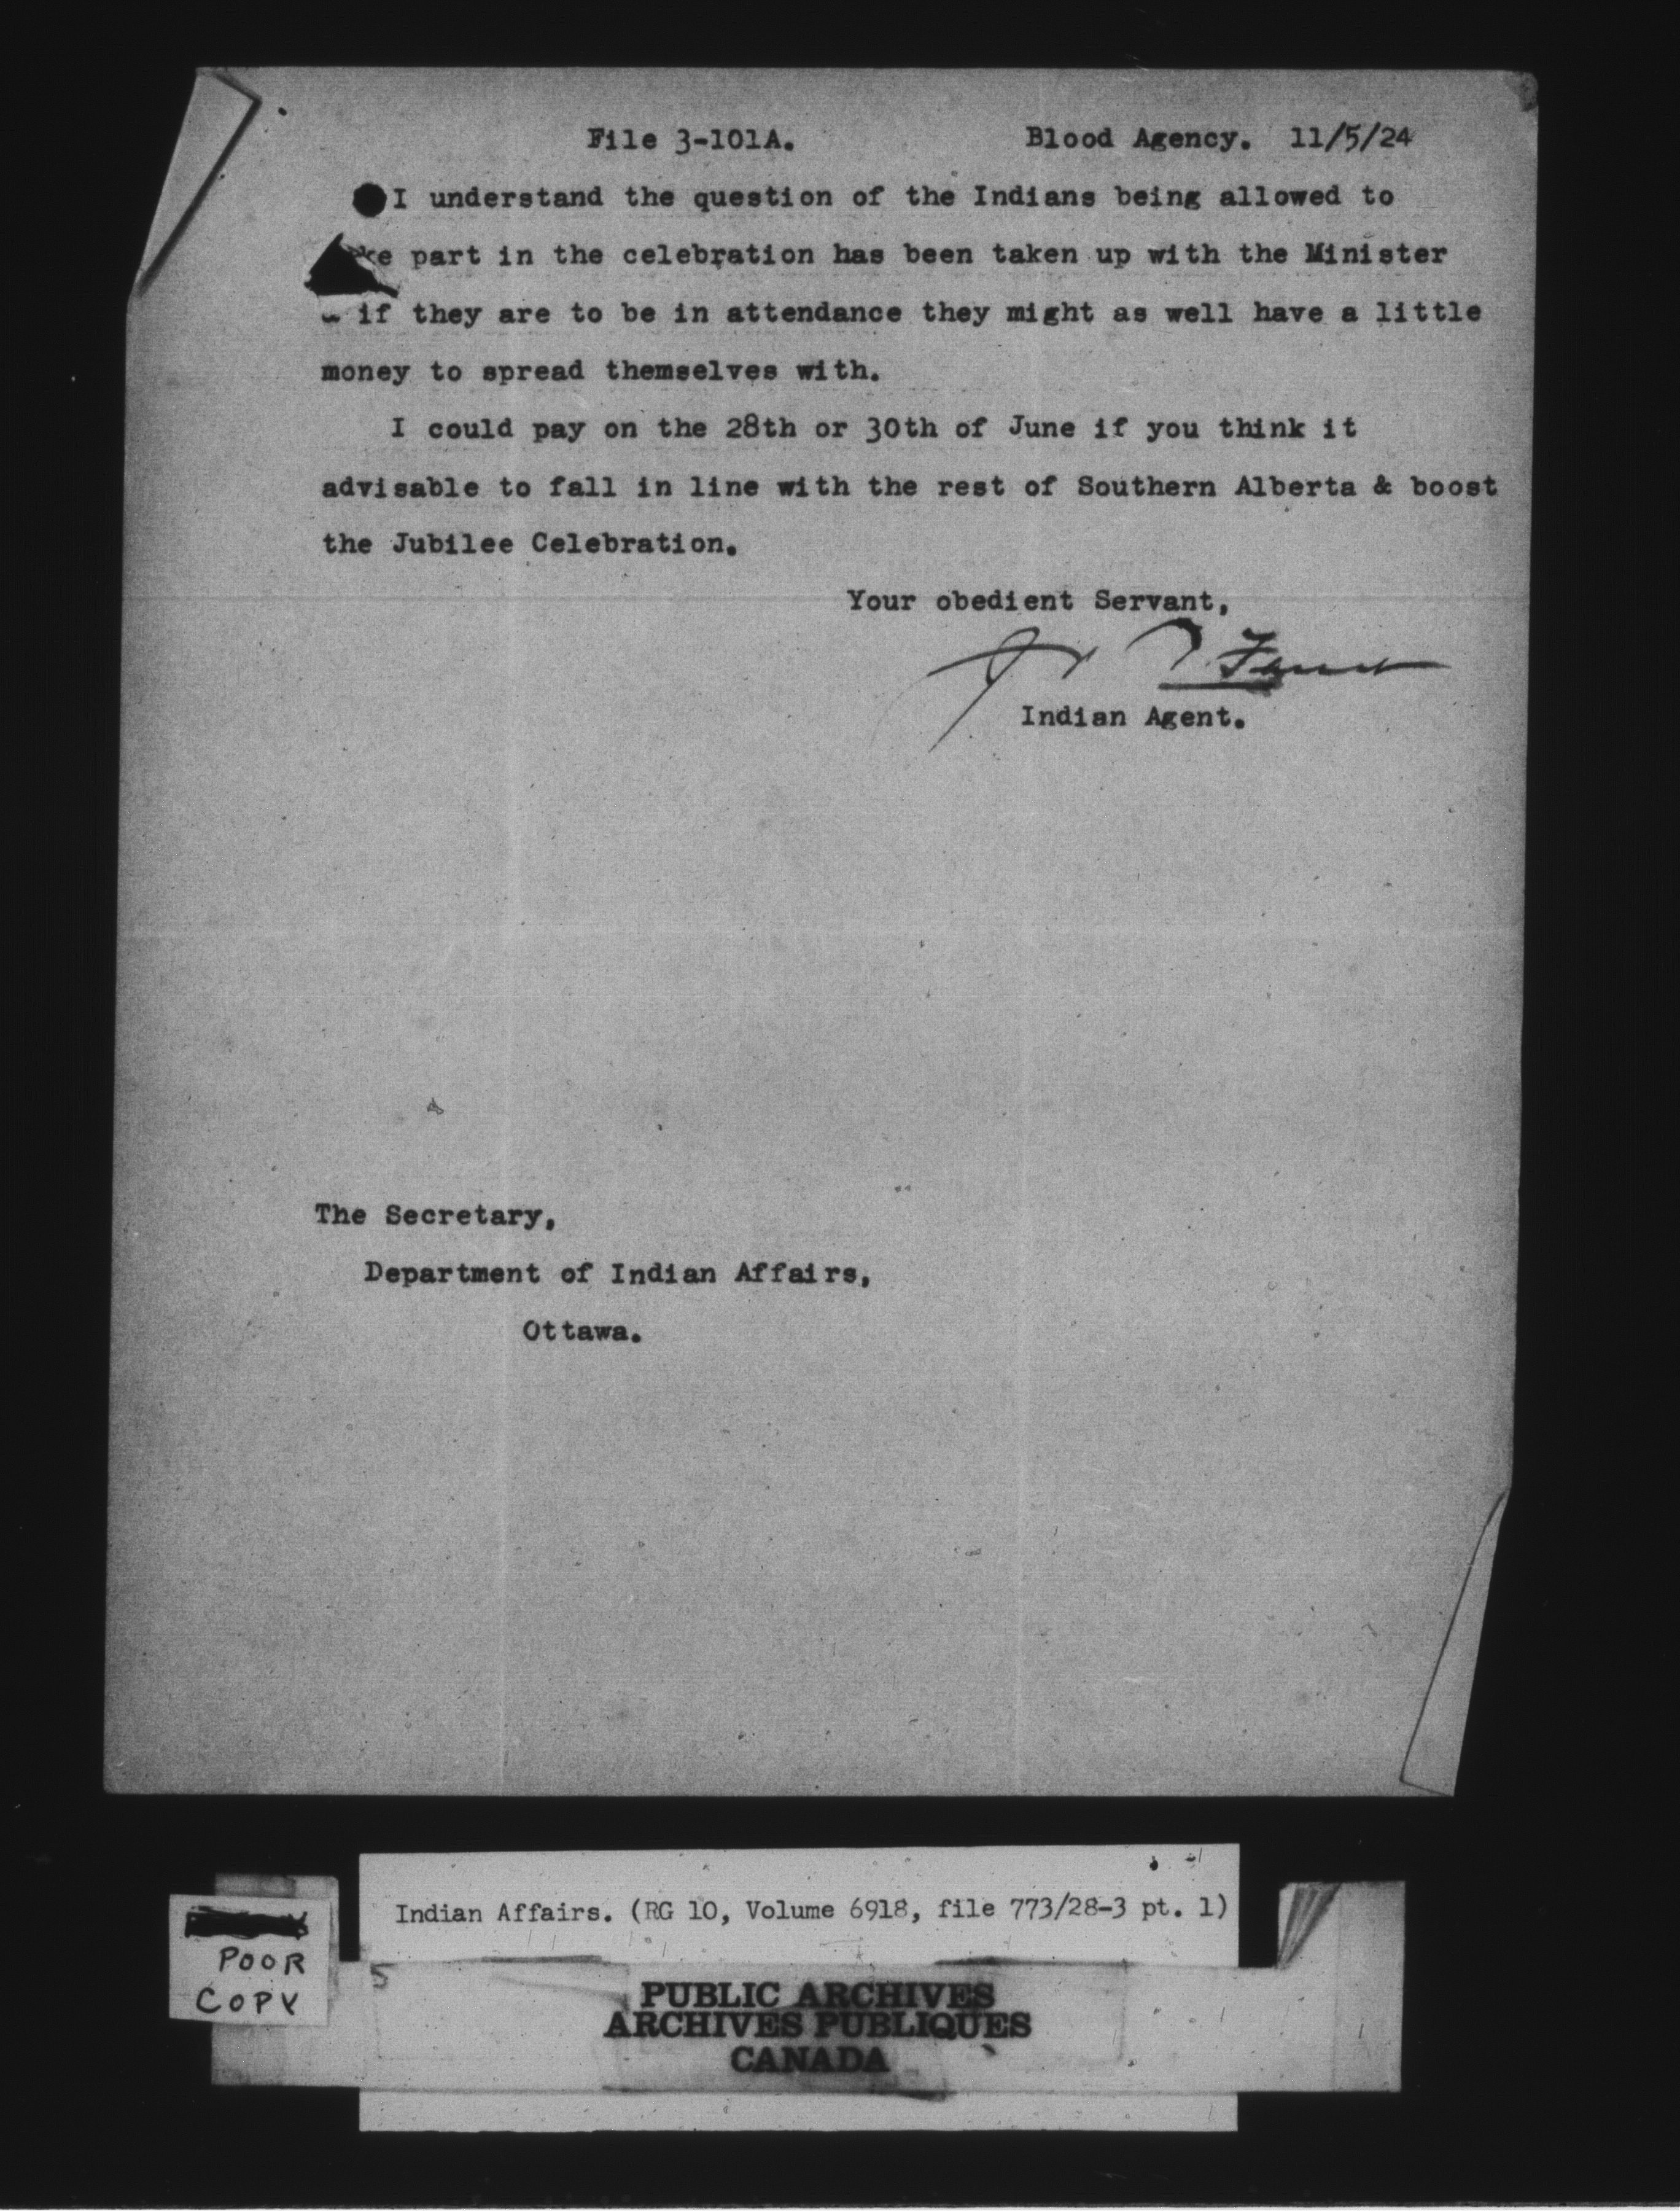 File 3-101A. Blood Agency. 11/5/24
I understand the question of the Indians being allowed to
ke part in the celebration has been taken up with the Minister
if they are to be in attendance they might as well have a little
money to spread themselves with.
I could pay on the 28th or 30th of June if you think it
advisable to fall in line with the rest of Southern Alberta & boost
the Jubilee Celebration.
Your obedient Servant,
Indian Agent.
The Secretary,
Department of Indian Affairs,
Ottawa.
Indian Affairs. (RG 10, Volume 6918, file 773/28-3 pt. 1)
POOR
COPY
5
PUBLIC ARCHIVES
ARCHIVES PUBLIQUES
CANADA